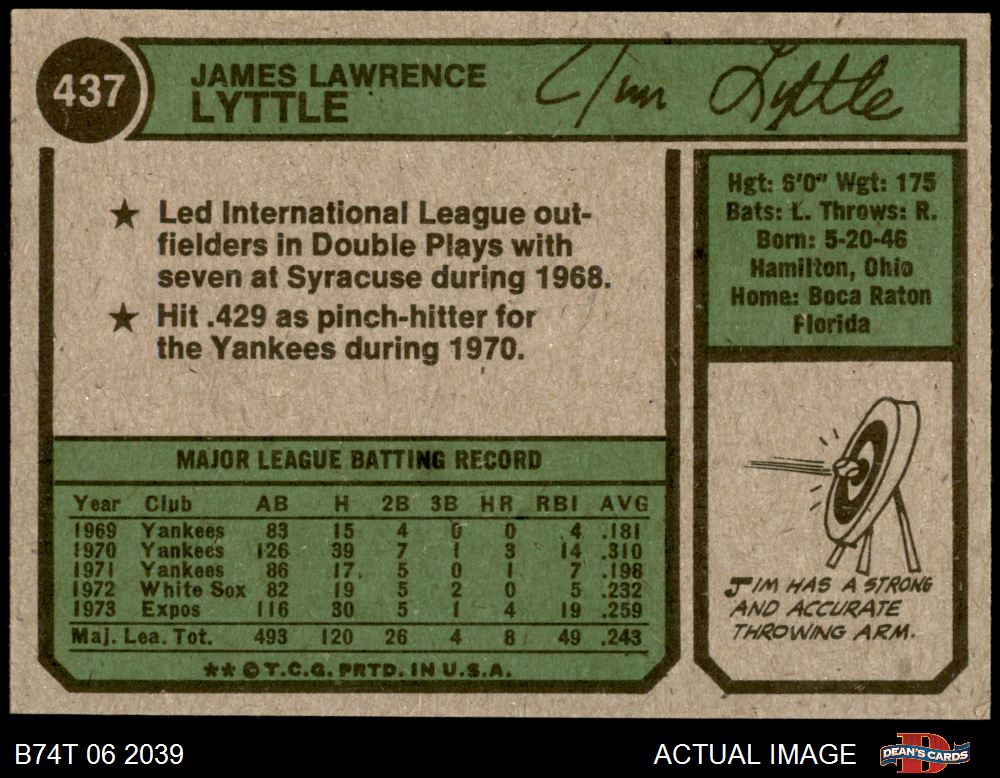 437
JAMES LAWRENCE
LYTTLE
Jim Lyttle
★ Led International League out-
fielders in Double Plays with
seven at Syracuse during 1968.
★ Hit .429 as pinch-hitter for
the Yankees during 1970.
Hgt: 6'0" Wgt: 175
Bats: L. Throws: R.
Born: 5-20-46
Hamilton, Ohio
Home: Boca Raton
Florida
MAJOR LEAGUE BATTING RECORD
Year Club AB H 2B 3B HR RBI AVG
1969 Yankees 83 15 4 0 0 4 .181
1970 Yankees 126 39 7 1 3 14 .310
1971 Yankees 86 17 5 0 1 7 .198
1972 White Sox 82 19 5 2 0 5 .232
1973 Expos 116 30 5 1 4 19 .259
Maj. Lea. Tot. 493 120 26 4 8 49 .243
** © T.C.G. PRTD. IN U.S.A.
JIM HAS A STRONG
AND ACCURATE
THROWING ARM.
B74T 06 2039
ACTUAL IMAGE
DEAN'S CARDS